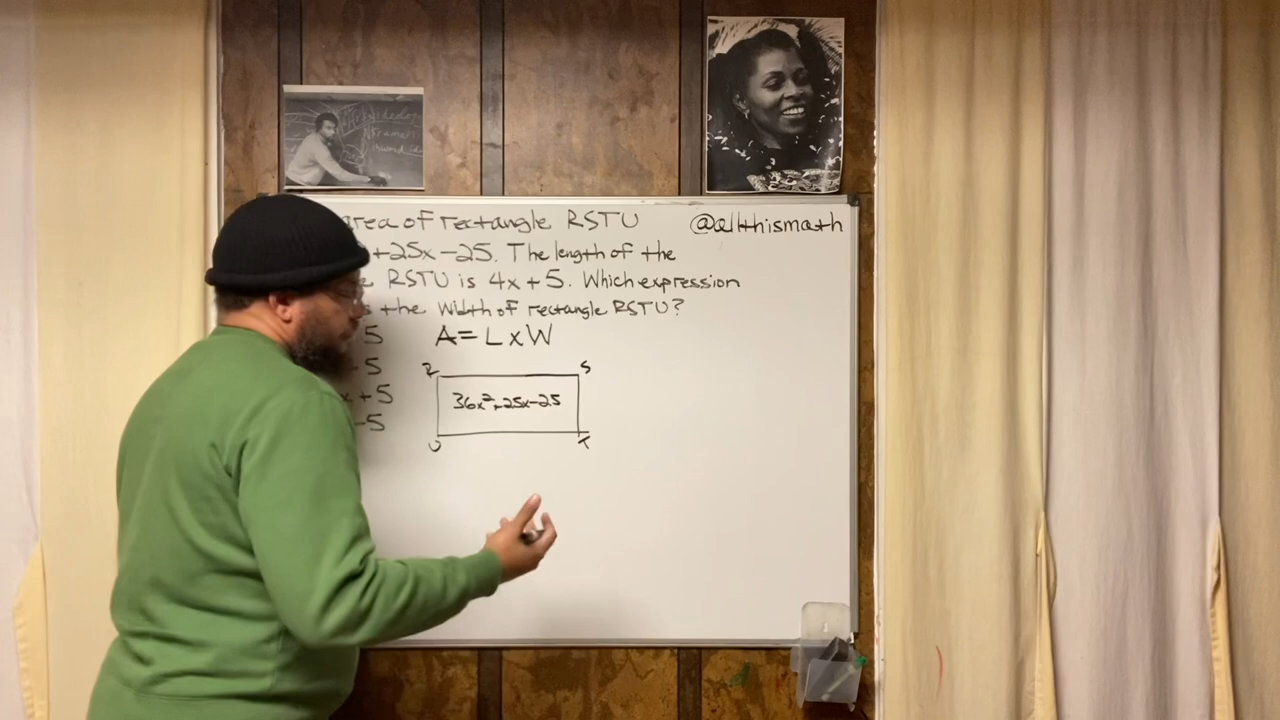 area of rectangle RSTU
@allthismath
+25x-25. The length of the
RSTU is 4x+5. Which expression
the width of rectangle RSTU?
5
A=LxW
-5
x+5
-5
R S
36x²+25x-25
U T